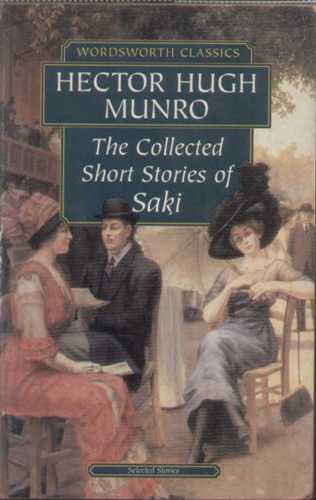 WORDSWORTH CLASSICS
HECTOR HUGH
MUNRO
The Collected
Short Stories of
Saki
Selected Stories